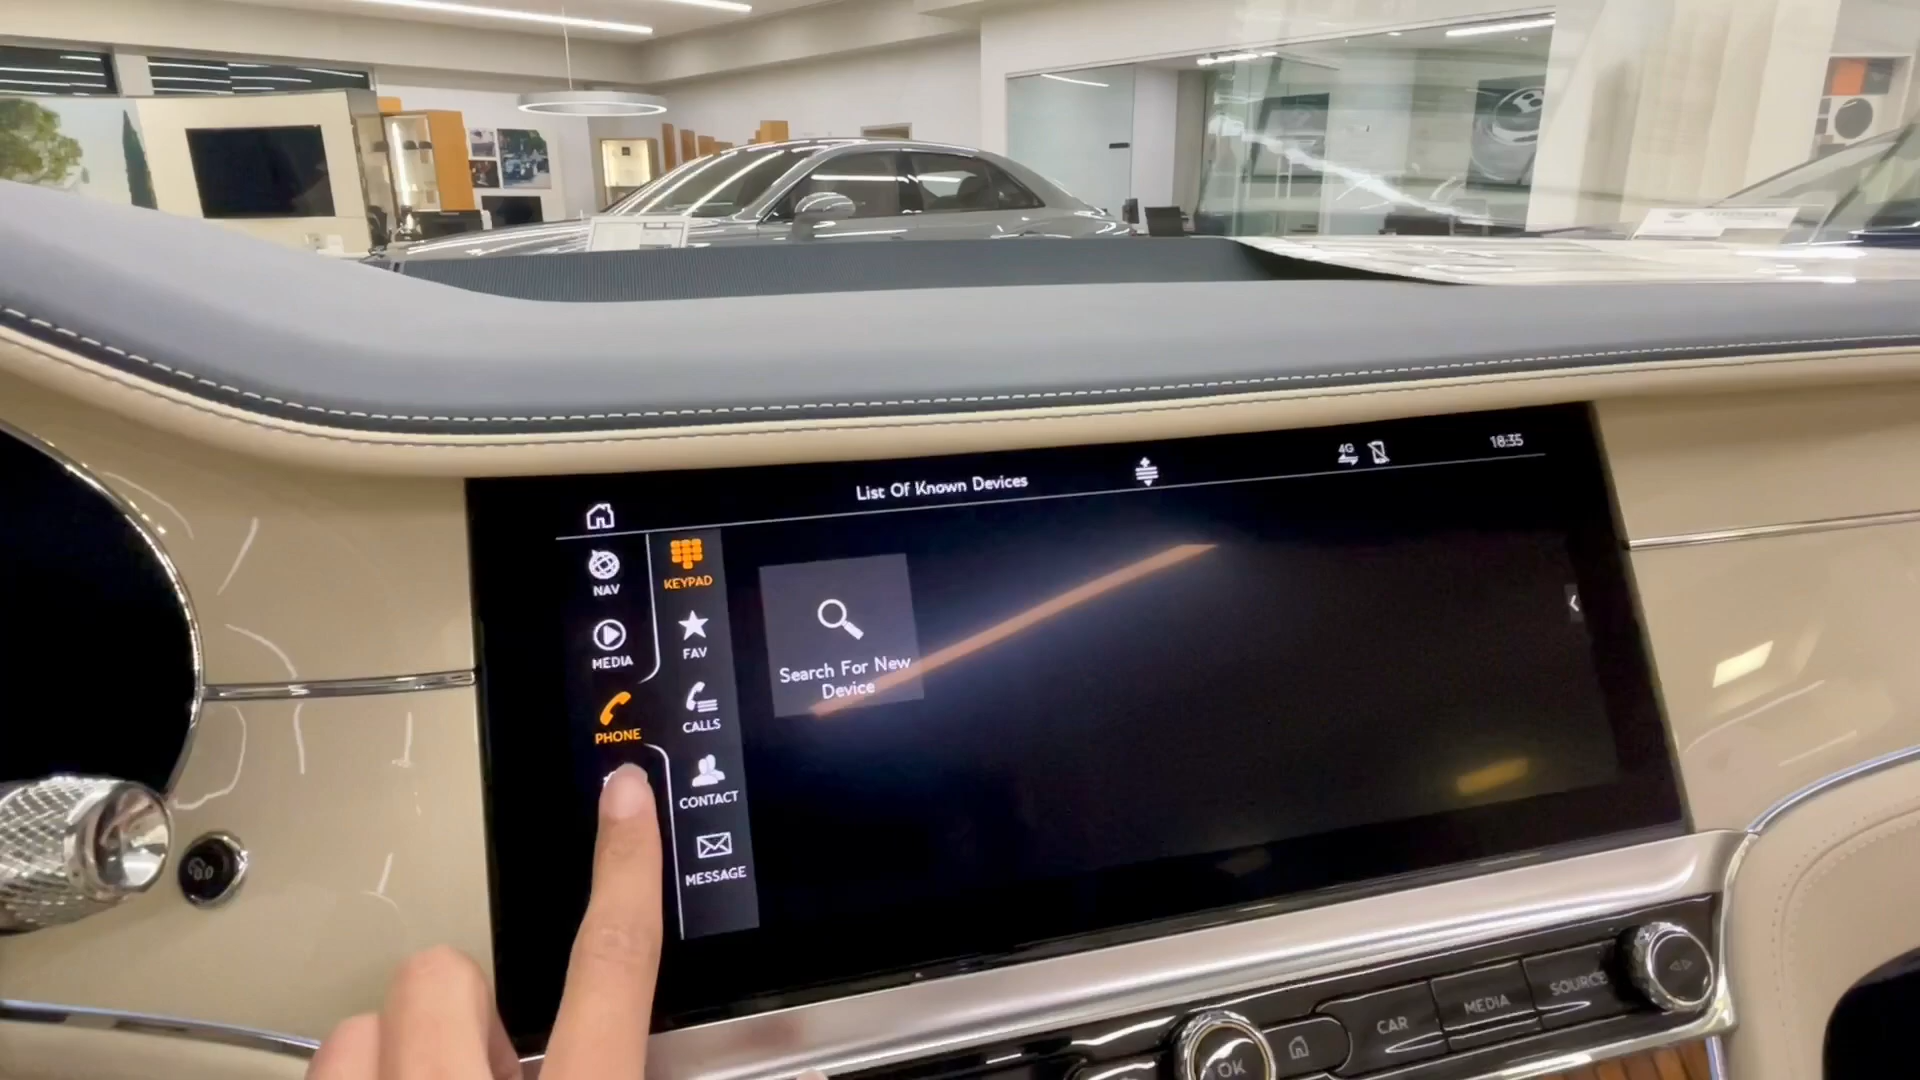 List Of Known Devices
4G
18:35
NAV
MEDIA
PHONE
KEYPAD
FAV
CALLS
CONTACT
MESSAGE
Search For New
Device
OK
CAR
MEDIA
SOURCE